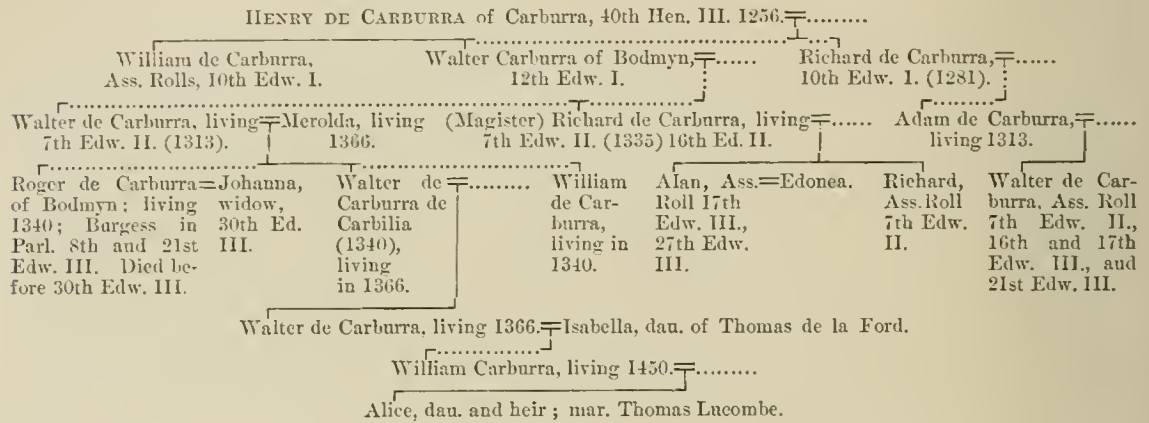 HENRY DE CARBURRA of Carburra, 40th Hen. III. 1256.=.........
William de Carburra,
Ass. Rolls, 10th Edw. I.
Walter Carburra of Bodmyn,=......
12th Edw. I.
Richard de Carburra,=......
10th Edw. I. (1281).
Walter de Carburra, living=Merolda, living
7th Edw. II. (1313).
1366.
(Magister) Richard de Carburra, living=......
7th Edw. II. (1335) 16th Ed. II.
Adam de Carburra,=......
living 1313.
Roger de Carburra=Johanna,
of Bodmyn; living
1340; Burgess in
Parl. 8th and 21st
Edw. III. Died be-
fore 30th Edw. III.
widow,
30th Ed.
III.
Walter de=.........
Carburra de
Carbilia
(1340),
living
in 1366.
William
de Car-
burra,
living in
1340.
Alan, Ass.=Edonea.
Roll 17th
Edw. III.,
27th Edw.
III.
Richard,
Ass. Roll
7th Edw.
II.
Walter de Car-
burra, Ass. Roll
7th Edw. II.,
16th and 17th
Edw. III., and
21st Edw. III.
Walter de Carburra, living 1366.=Isabella, dau. of Thomas de la Ford.
William Carburra, living 1450.=.........
Alice, dau. and heir; mar. Thomas Lucombe.